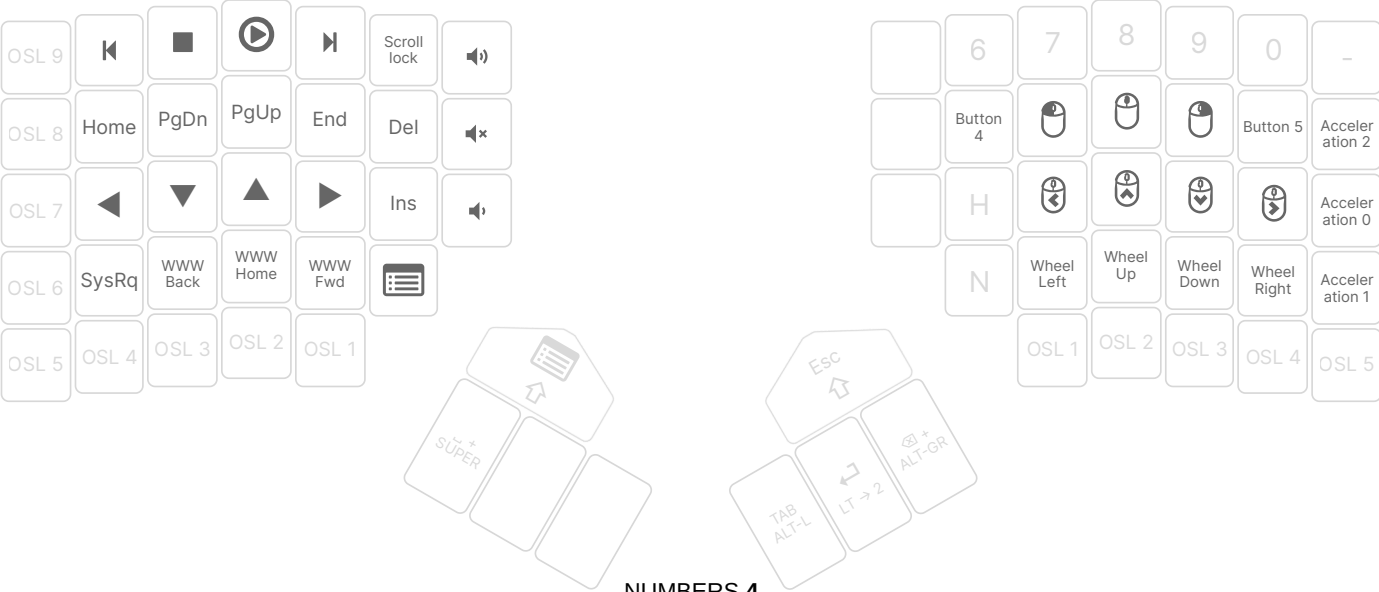 OSL 9
Scroll
lock
6
7
8
9
0
-
OSL 8
Home
PgDn
PgUp
End
Del
Button
4
Button 5
Acceler
ation 2
OSL 7
Ins
H
Acceler
ation 0
OSL 6
SysRq
WWW
Back
WWW
Home
WWW
Fwd
N
Wheel
Left
Wheel
Up
Wheel
Down
Wheel
Right
Acceler
ation 1
OSL 5
OSL 4
OSL 3
OSL 2
OSL 1
OSL 1
OSL 2
OSL 3
OSL 4
OSL 5
Esc
+
SUPER
+
ALT-GR
LT → 2
TAB
ALT-L
NUMBERS 4